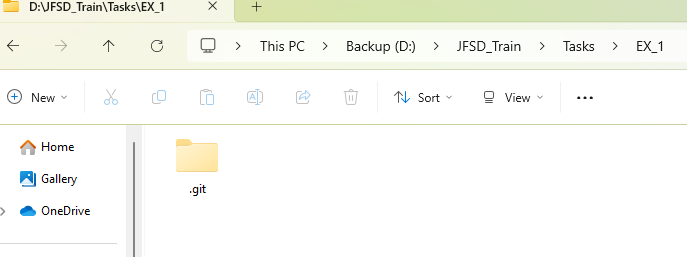 D:\JFSD_Train\Tasks\EX_1
This PC > Backup (D:) > JFSD_Train > Tasks > EX_1
New Sort View
Home
Gallery
OneDrive
.git